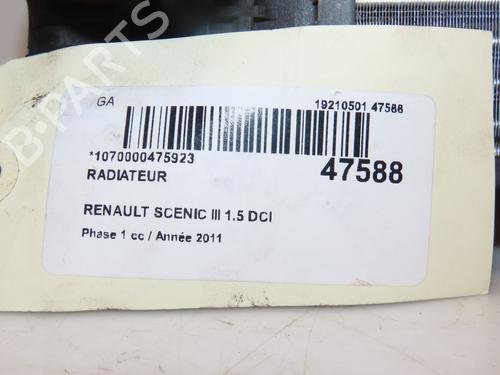 GA
19210501 47588
*1070000475923
47588
RADIATEUR
RENAULT SCENIC III 1.5 DCI
Phase 1 cc / Année 2011
B-PARTS